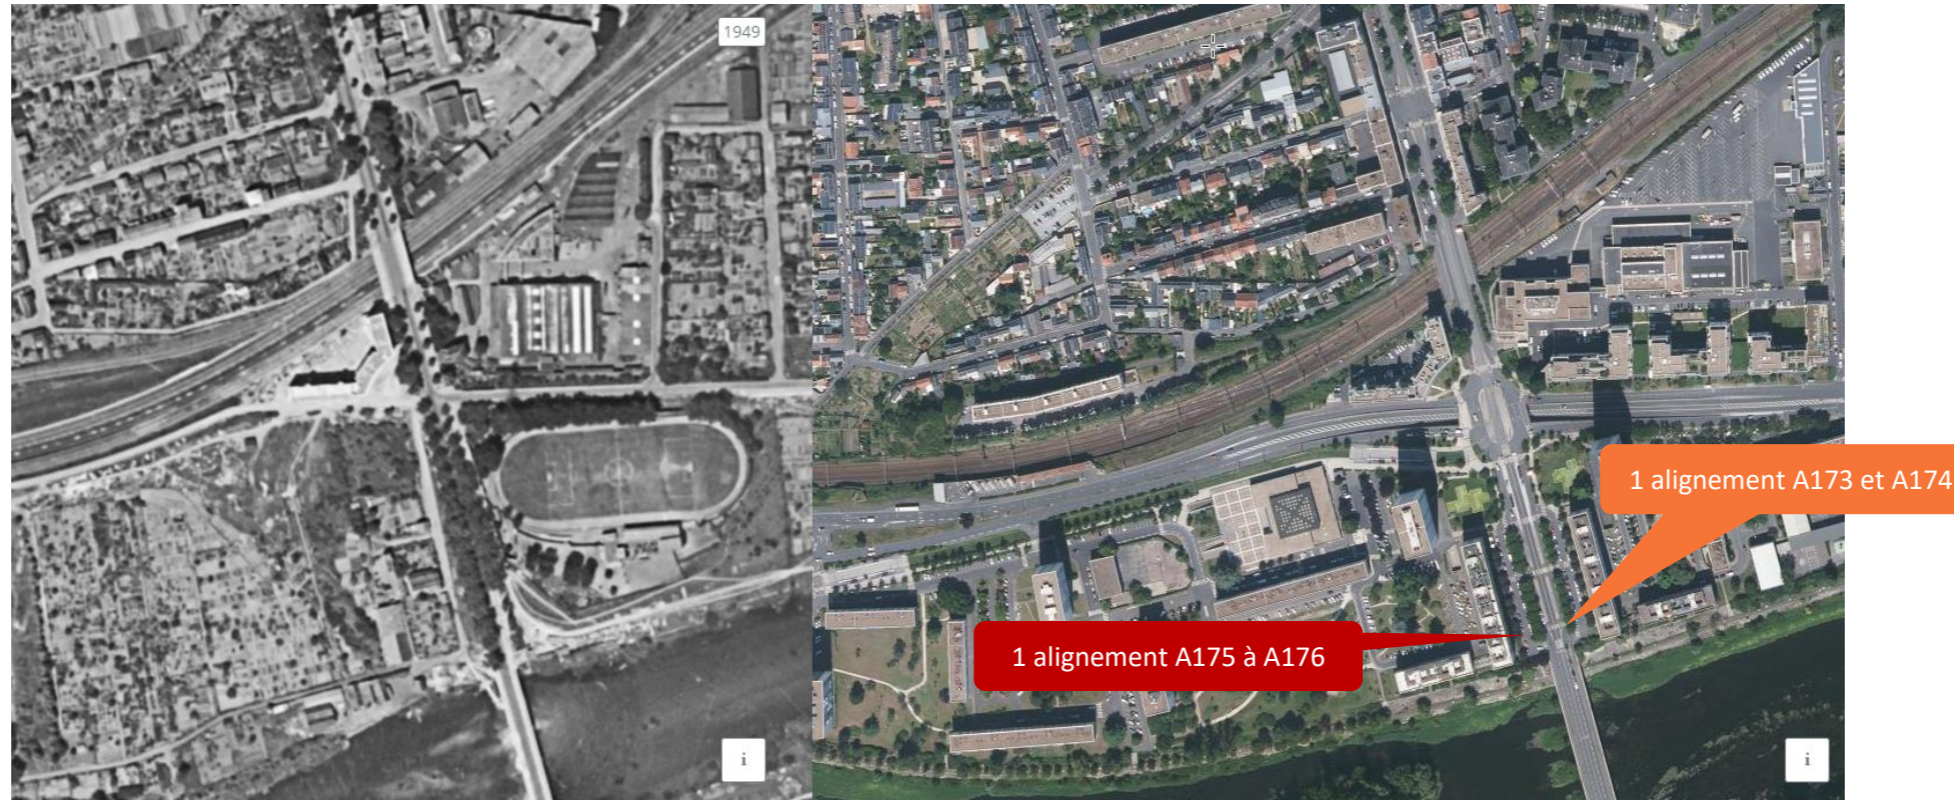 1949
1 alignement A173 et A174
1 alignement A175 à A176
i
i